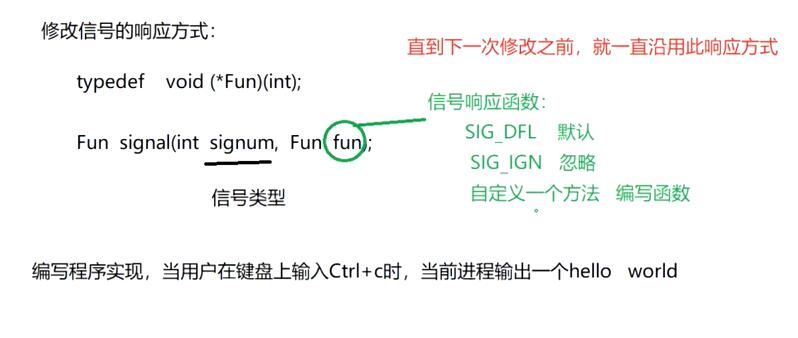 修改信号的响应方式：
直到下一次修改之前，就一直沿用此响应方式
typedef void (*Fun)(int);
信号响应函数：
SIG_DFL 默认
Fun signal(int signum, Fun fun);
SIG_IGN 忽略
自定义一个方法 编写函数
信号类型
编写程序实现，当用户在键盘上输入Ctrl+c时，当前进程输出一个hello world